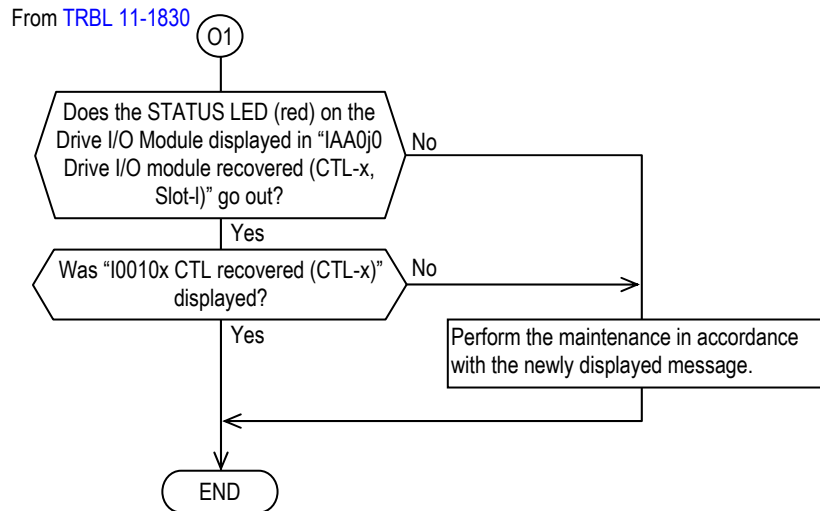 From TRBL 11-1830
01
Does the STATUS LED (red) on the
Drive I/O Module displayed in “IAA0j0
Drive I/O module recovered (CTL-x,
Slot-l)” go out?
No
Yes
Was “I0010x CTL recovered (CTL-x)”
displayed?
No
Yes
Perform the maintenance in accordance
with the newly displayed message.
END